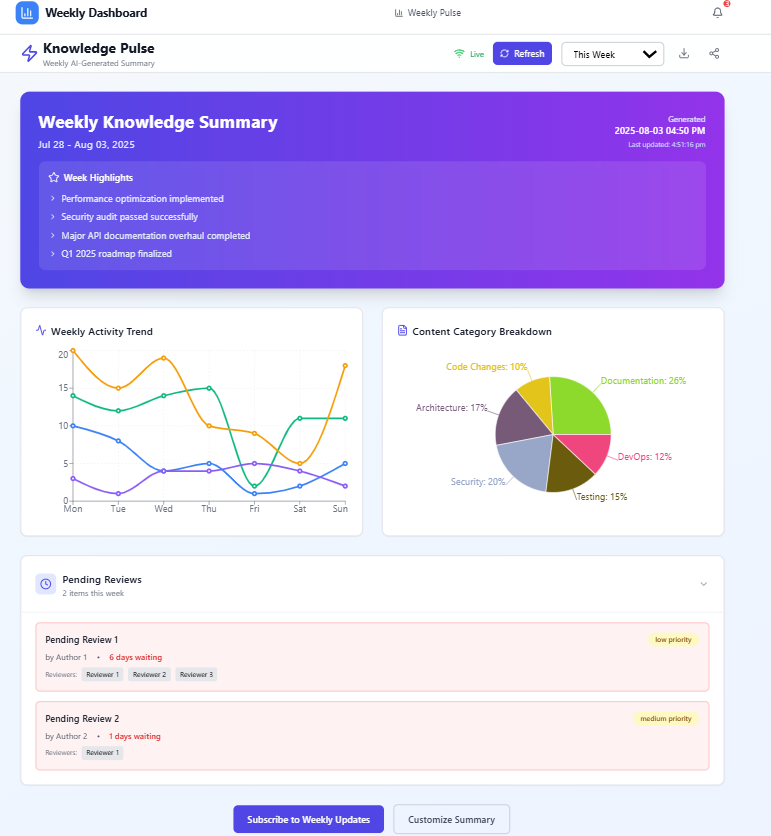 Weekly Dashboard
Weekly Pulse
3
Knowledge Pulse
Weekly AI-Generated Summary
Live
Refresh
This Week
Weekly Knowledge Summary
Jul 28 - Aug 03, 2025
Generated
2025-08-03 04:50 PM
Last updated: 4:51:16 pm
Week Highlights
Performance optimization implemented
Security audit passed successfully
Major API documentation overhaul completed
Q1 2025 roadmap finalized
Weekly Activity Trend
20
15
10
5
0
Mon Tue Wed Thu Fri Sat Sun
Content Category Breakdown
Code Changes: 10%
Documentation: 26%
Architecture: 17%
DevOps: 12%
Security: 20%
Testing: 15%
Pending Reviews
2 items this week
Pending Review 1
low priority
by Author 1 • 6 days waiting
Reviewers: Reviewer 1 Reviewer 2 Reviewer 3
Pending Review 2
medium priority
by Author 2 • 1 days waiting
Reviewers: Reviewer 1
Subscribe to Weekly Updates
Customize Summary